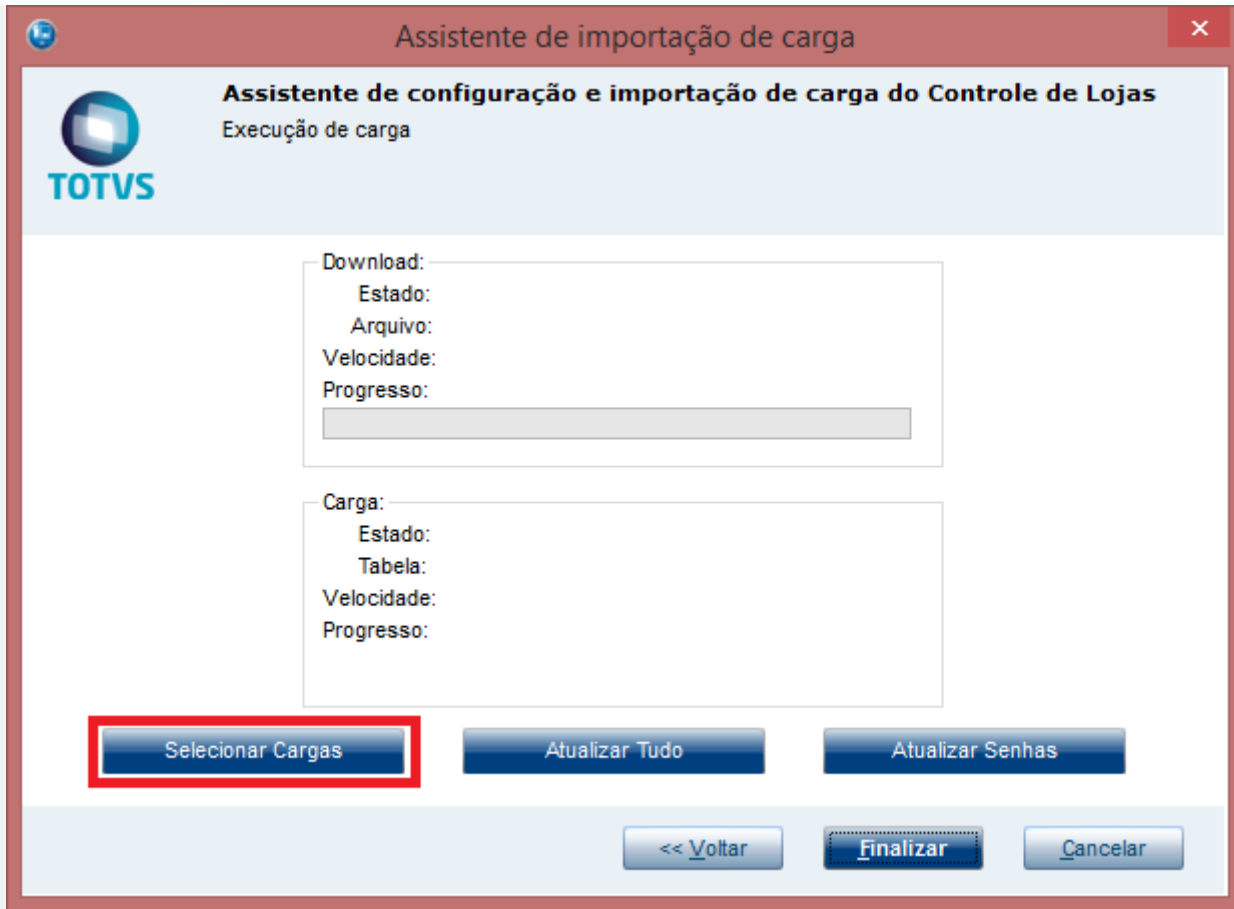 Assistente de importação de carga
×
Assistente de configuração e importação de carga do Controle de Lojas
Execução de carga
TOTVS
Download:
Estado:
Arquivo:
Velocidade:
Progresso:
Carga:
Estado:
Tabela:
Velocidade:
Progresso:
Selecionar Cargas Atualizar Tudo Atualizar Senhas
<< Voltar Finalizar Cancelar